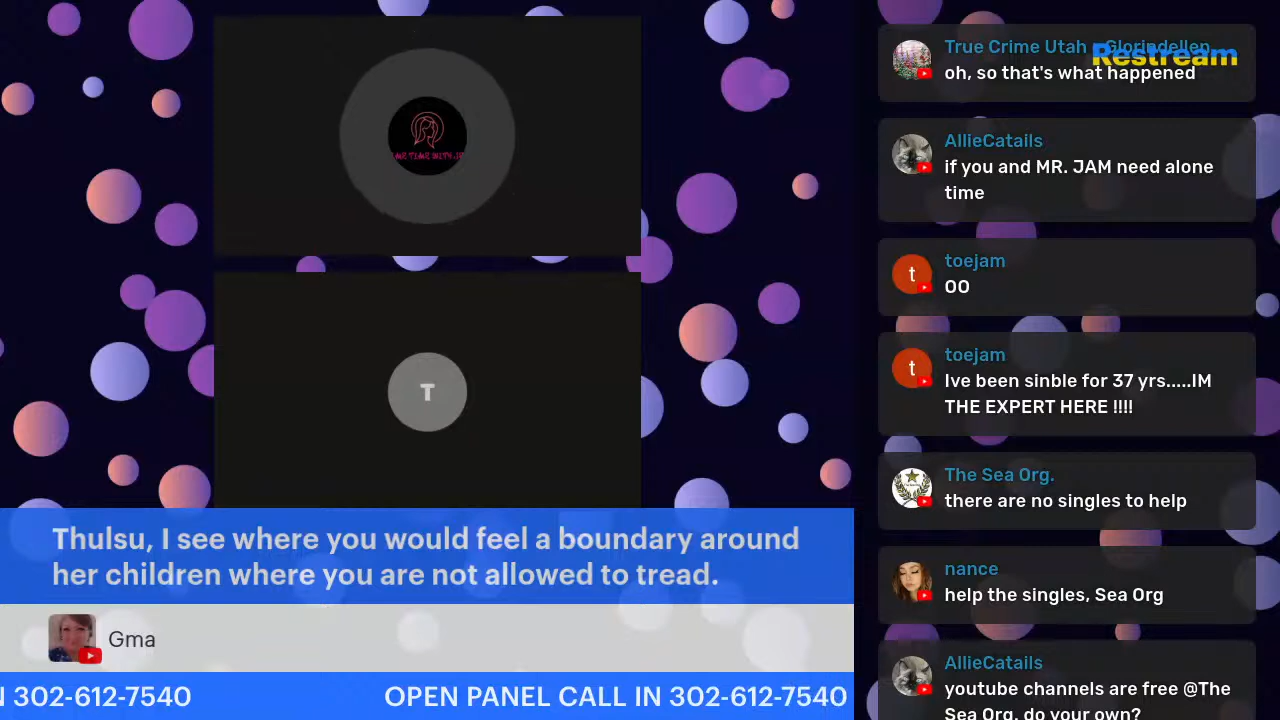 T
Thulsu, I see where you would feel a boundary around
her children where you are not allowed to tread.
Gma
N 302-612-7540
OPEN PANEL CALL IN 302-612-7540
Restream
True Crime Utah - Glorindellen
oh, so that's what happened
AllieCatails
if you and MR. JAM need alone
time
t
toejam
OO
t
toejam
Ive been sinble for 37 yrs.....IM
THE EXPERT HERE !!!!
The Sea Org.
there are no singles to help
nance
help the singles, Sea Org
AllieCatails
youtube channels are free @The
Sea Org. do your own?